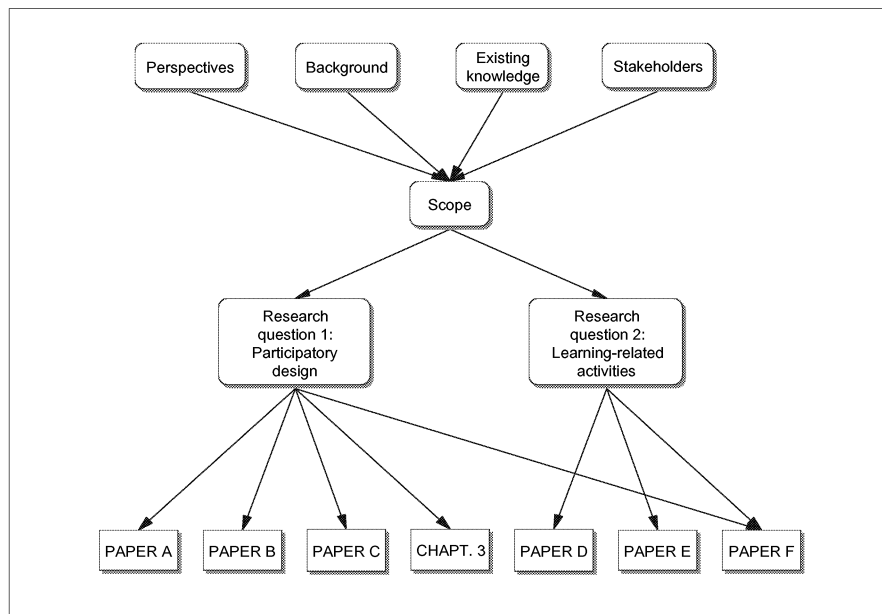 Perspectives
Background
Existing
knowledge
Stakeholders
Scope
Research
question 1:
Participatory
design
Research
question 2:
Learning-related
activities
PAPER A
PAPER B
PAPER C
CHAPT. 3
PAPER D
PAPER E
PAPER F